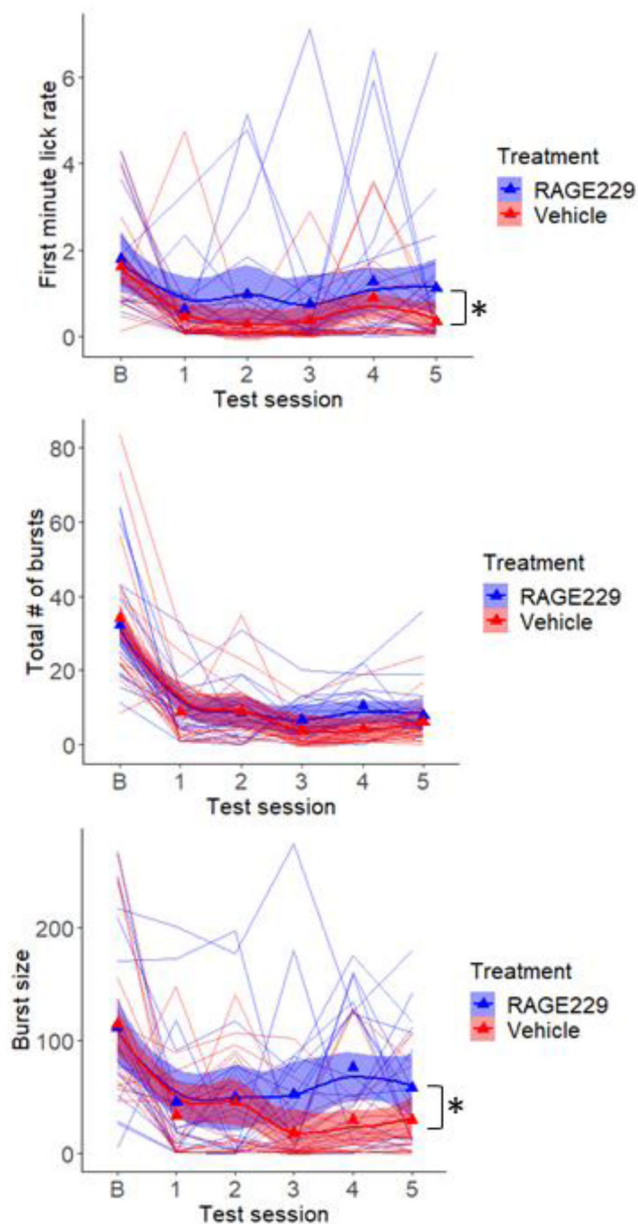 First minute lick rate
6
4
2
0
B 1 2 3 4 5
Test session
Treatment
RAGE229
Vehicle
*
Total # of bursts
80
60
40
20
0
B 1 2 3 4 5
Test session
Treatment
RAGE229
Vehicle
Burst size
200
100
0
B 1 2 3 4 5
Test session
Treatment
RAGE229
Vehicle
*